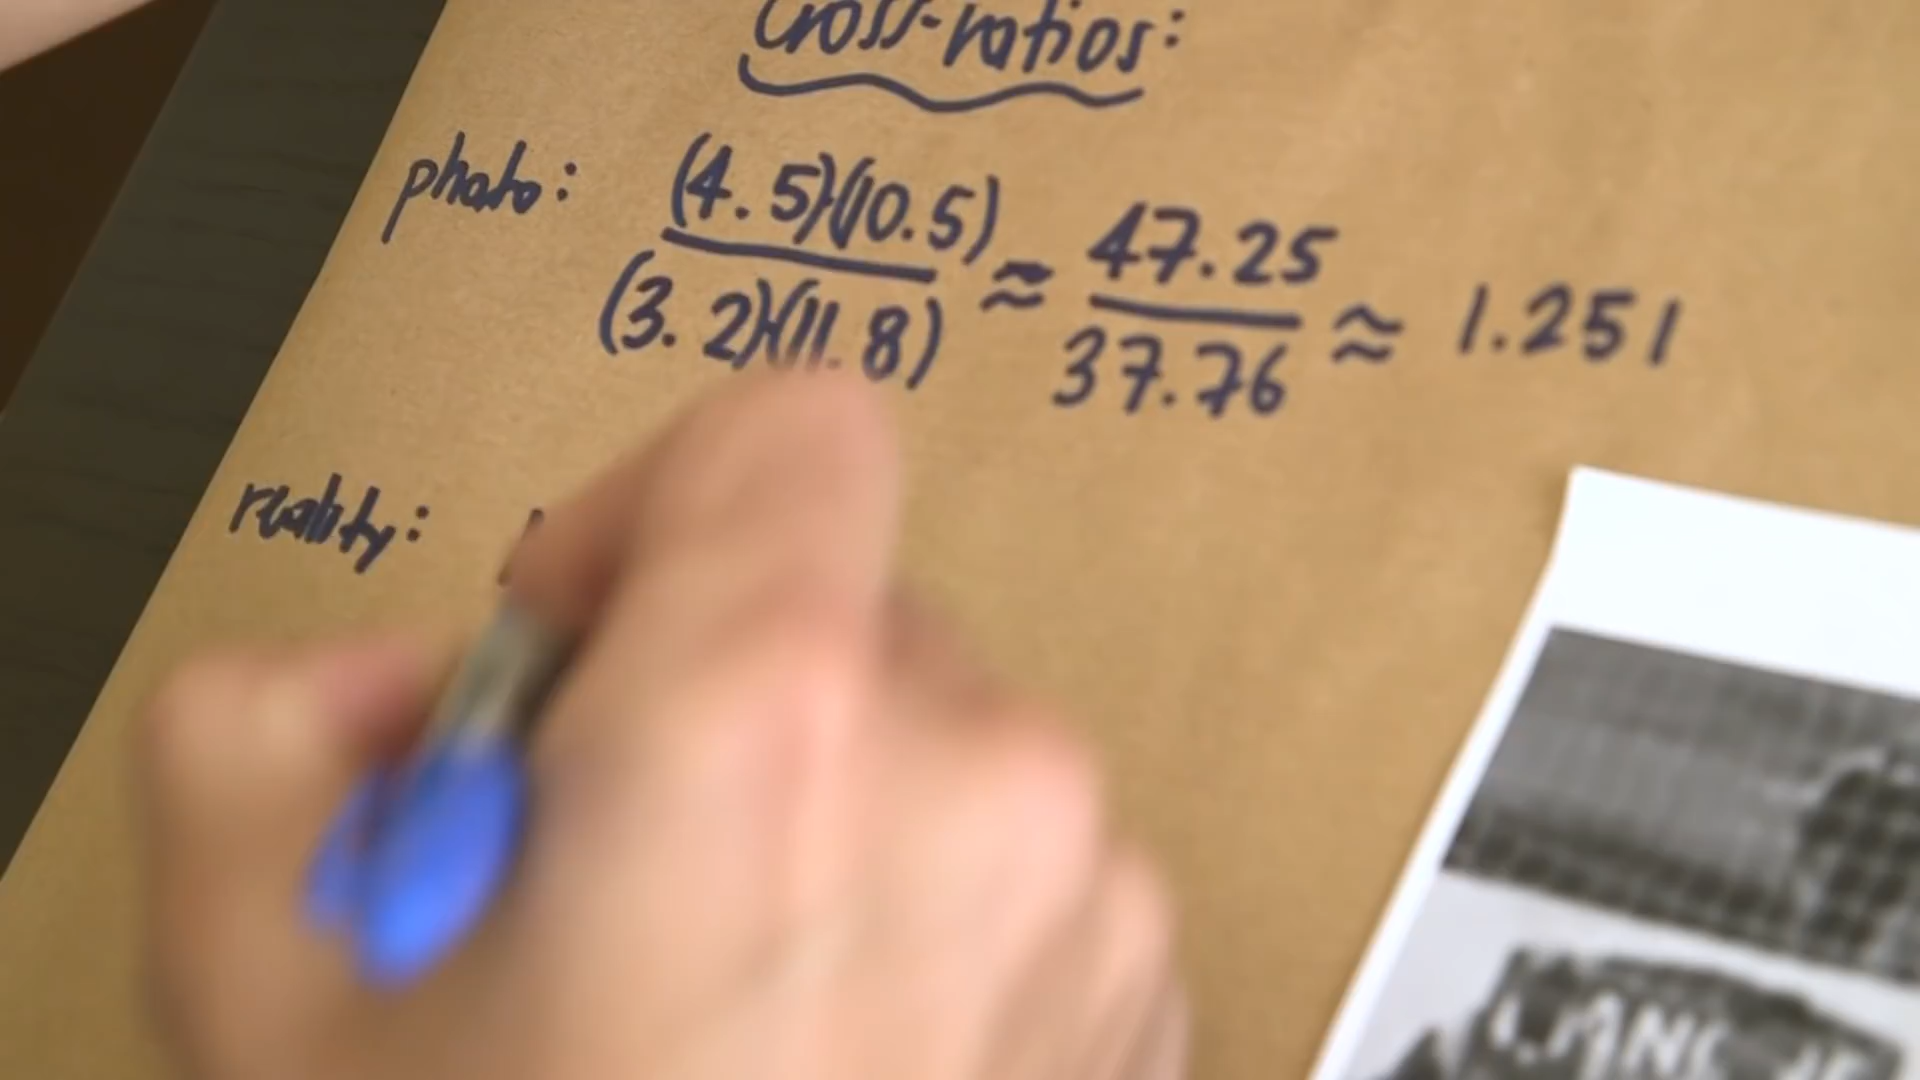 Cross-ratios:
photo: (4.5)(10.5) / (3.2)(11.8) ≈ 47.25 / 37.76 ≈ 1.251
reality: